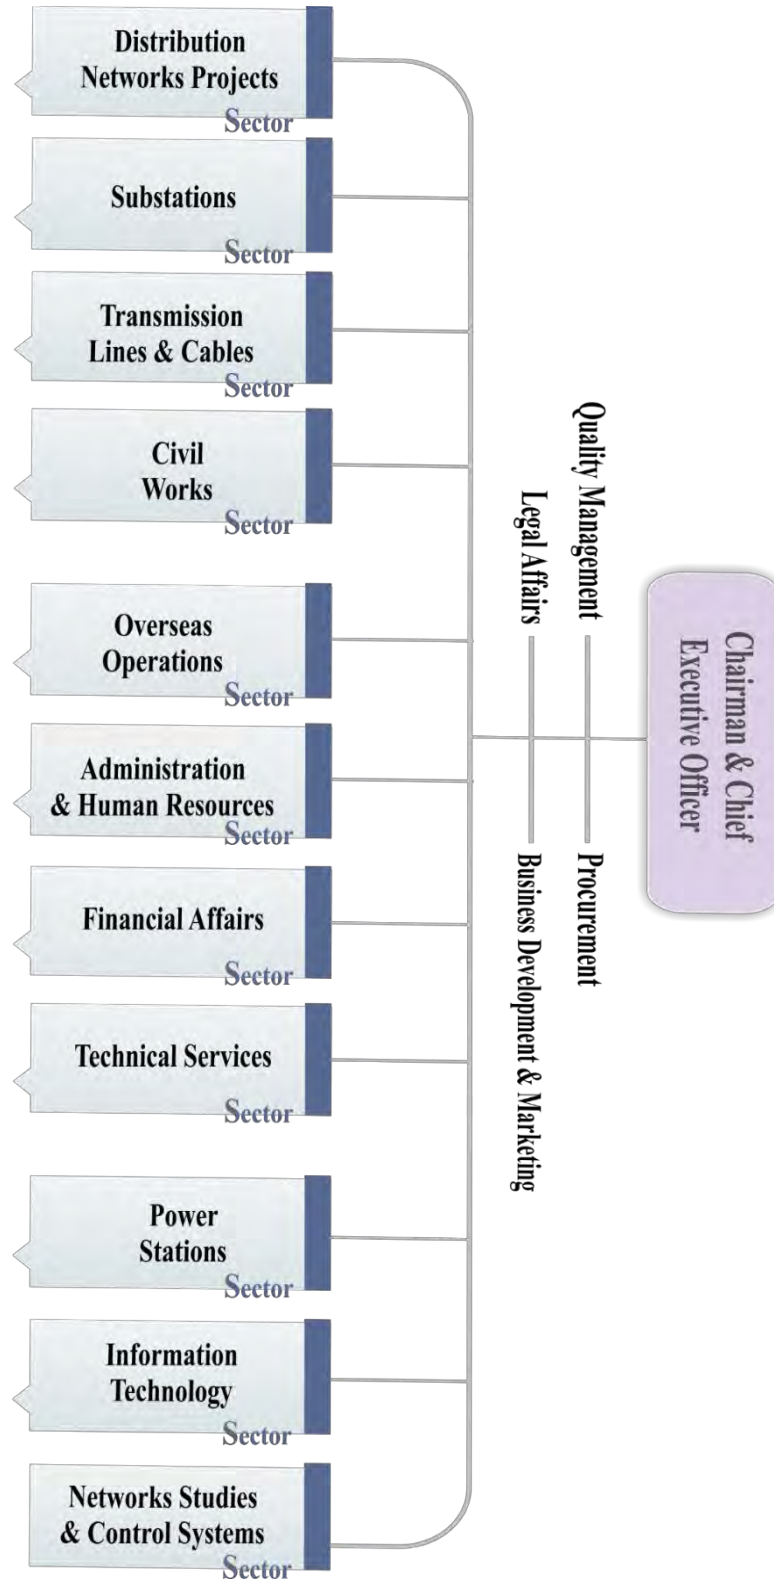 Chairman & Chief
Executive Officer
Quality Management
Procurement
Legal Affairs
Business Development & Marketing
Distribution
Networks Projects
Sector
Substations
Sector
Transmission
Lines & Cables
Sector
Civil
Works
Sector
Overseas
Operations
Sector
Administration
& Human Resources
Sector
Financial Affairs
Sector
Technical Services
Sector
Power
Stations
Sector
Information
Technology
Sector
Networks Studies
& Control Systems
Sector